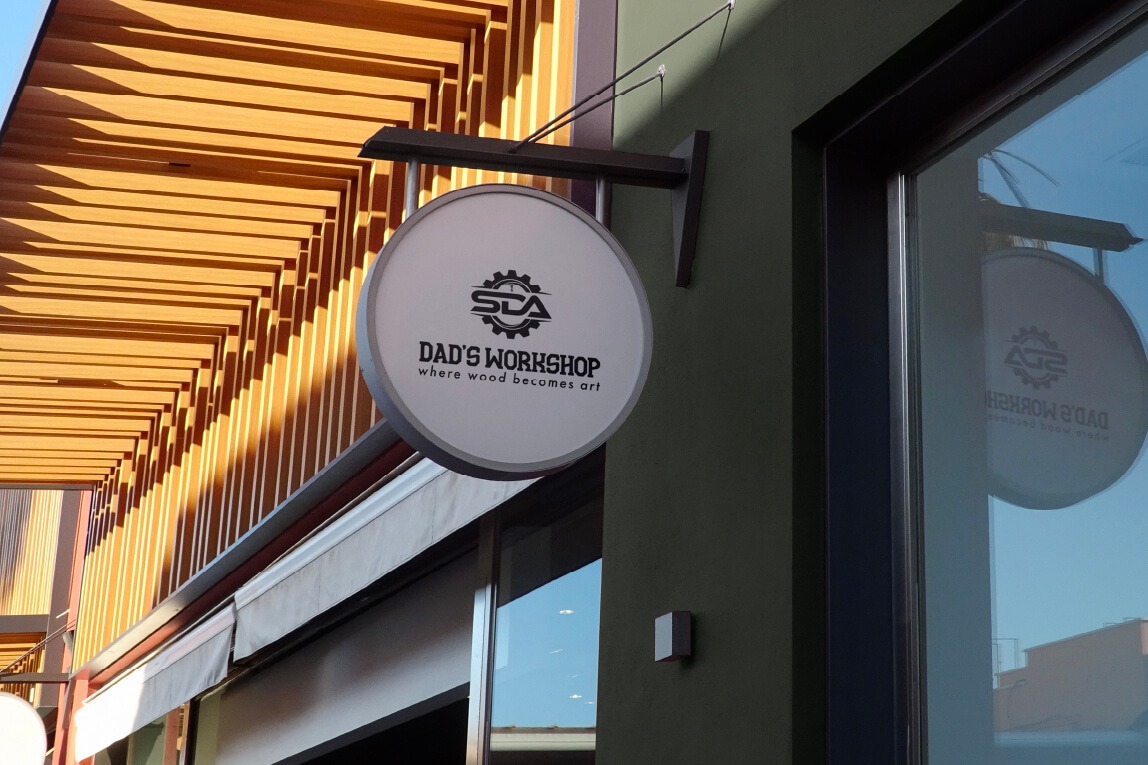 SDA
DAD'S WORKSHOP
where wood becomes art